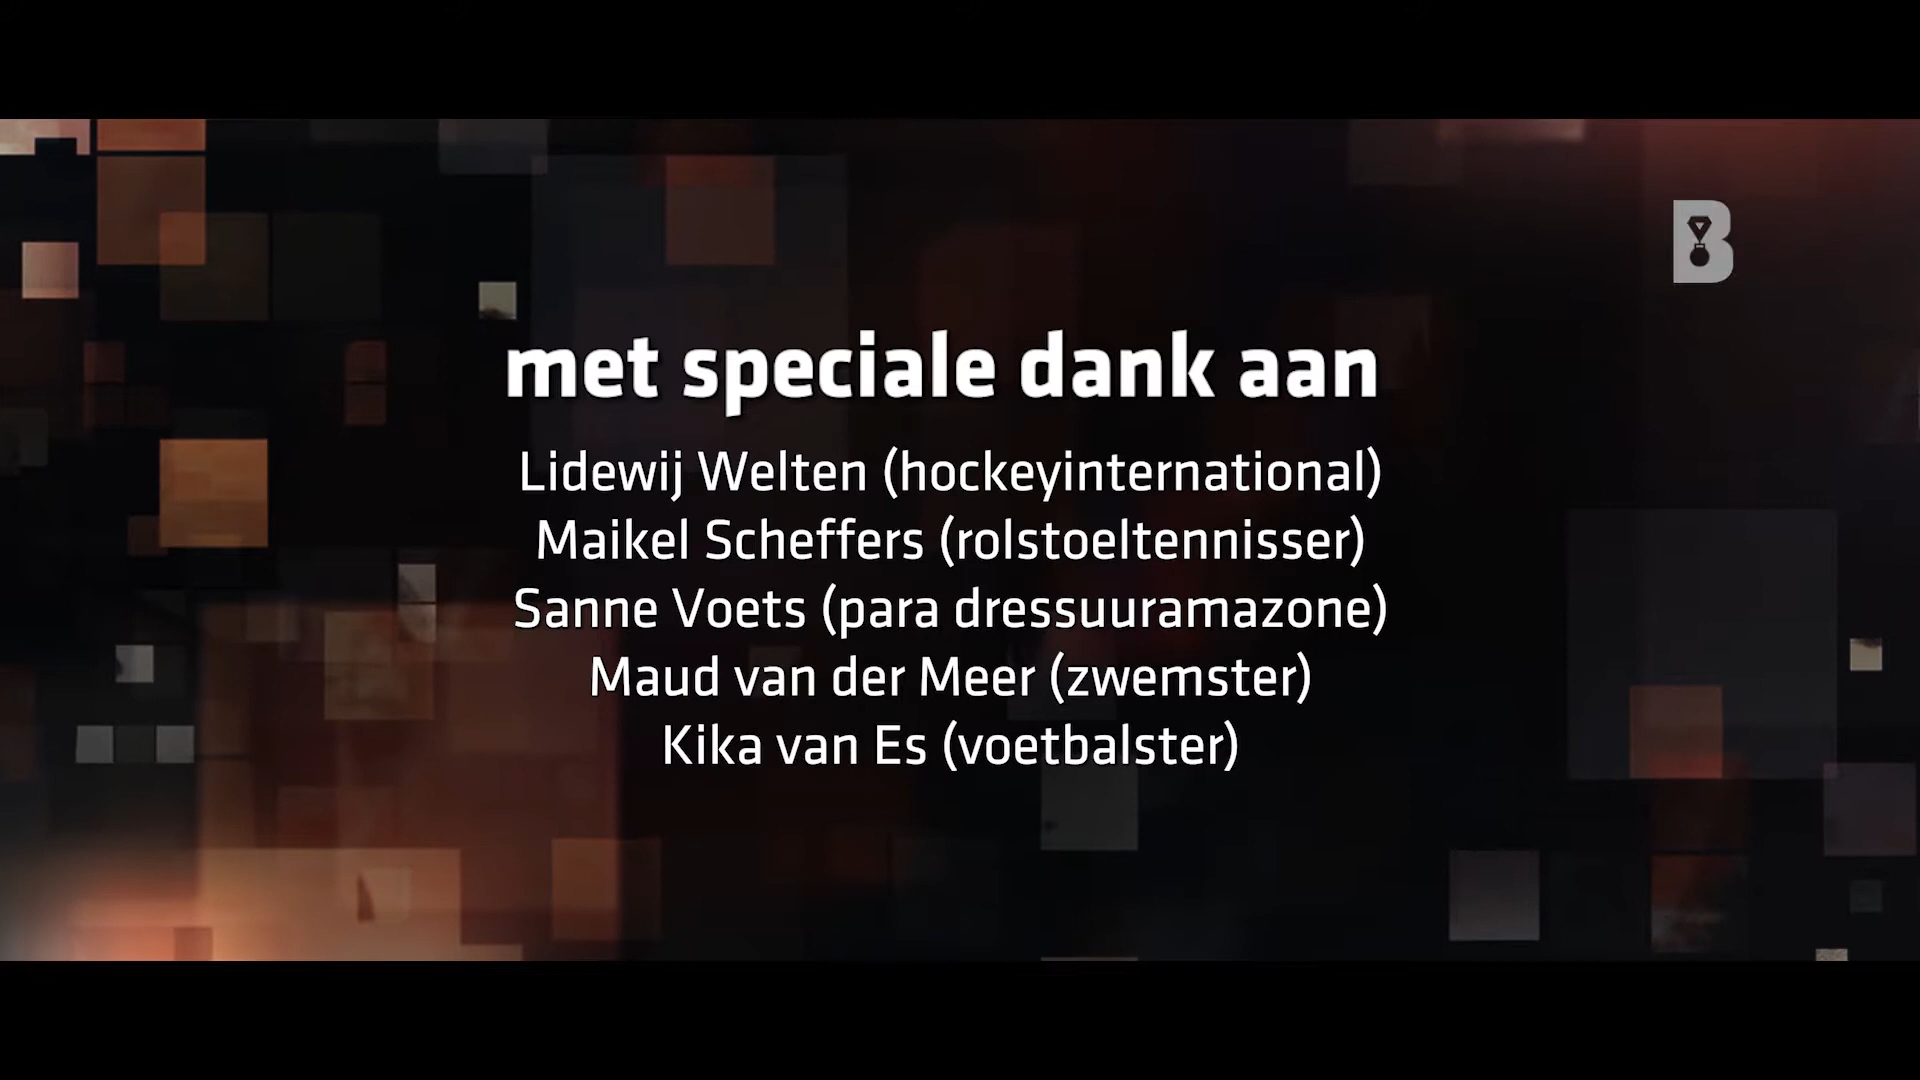 B
met speciale dank aan
Lidewij Welten (hockeyinternational)
Maikel Scheffers (rolstoeltennisser)
Sanne Voets (para dressuuramazone)
Maud van der Meer (zwemster)
Kika van Es (voetbalster)